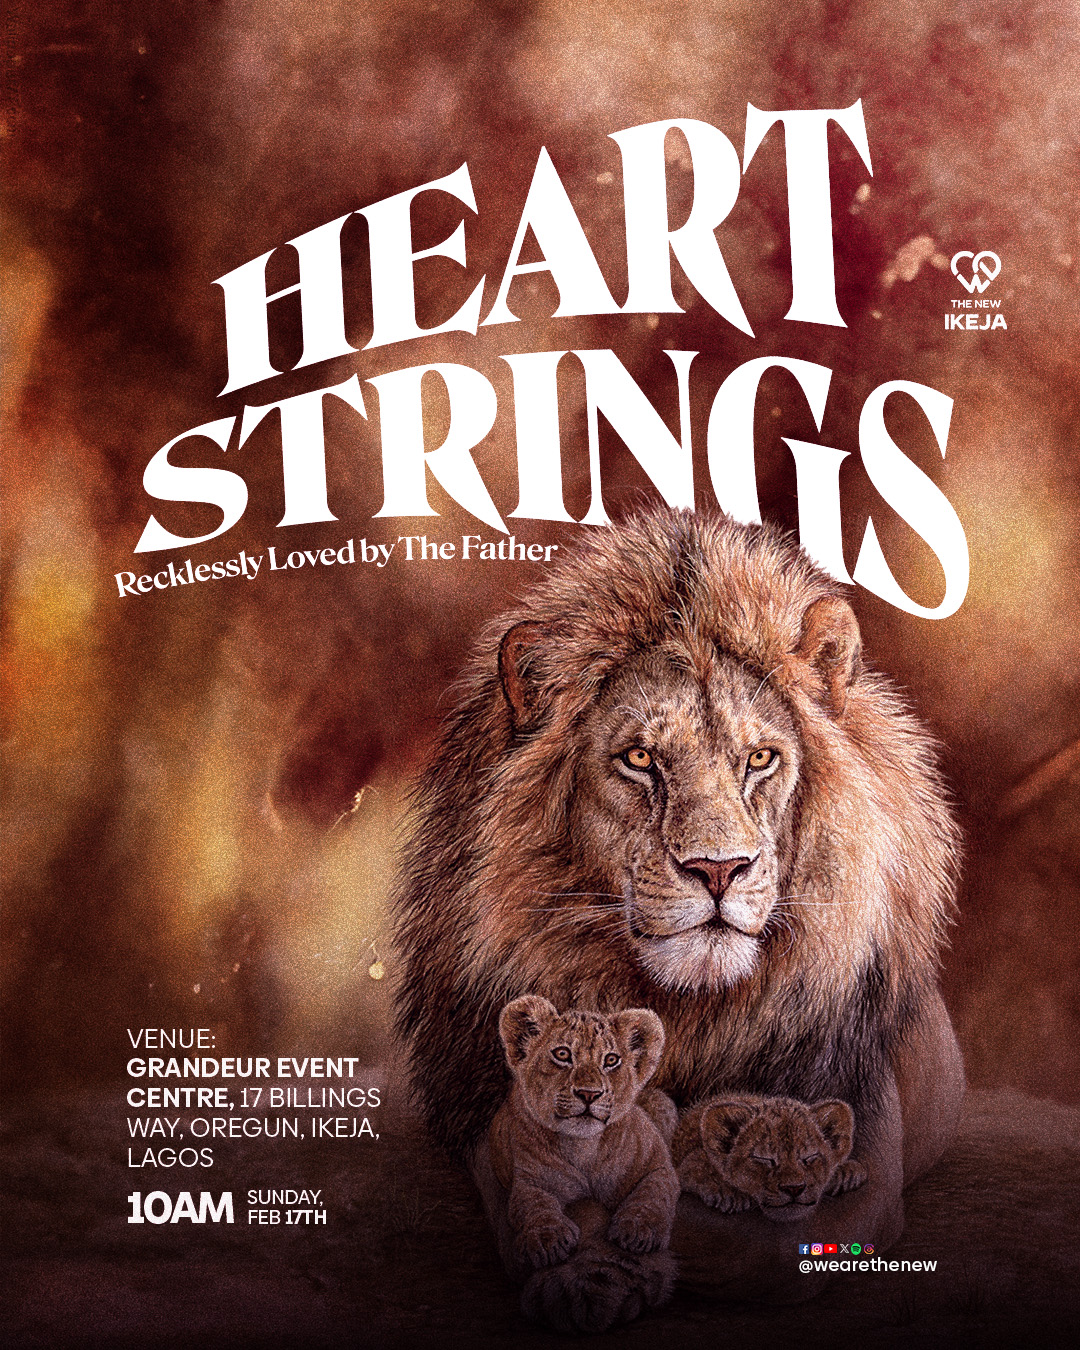 HEART
STRINGS
Recklessly Loved by The Father
THE NEW
IKEJA
VENUE:
GRANDEUR EVENT
CENTRE, 17 BILLINGS
WAY, OREGUN, IKEJA,
LAGOS
10AM
SUNDAY,
FEB 17TH
@wearethenew